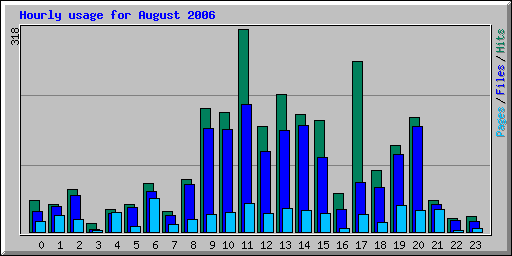 Hourly usage for August 2006
318
Pages/Files/Hits
0 1 2 3 4 5 6 7 8 9 10 11 12 13 14 15 16 17 18 19 20 21 22 23